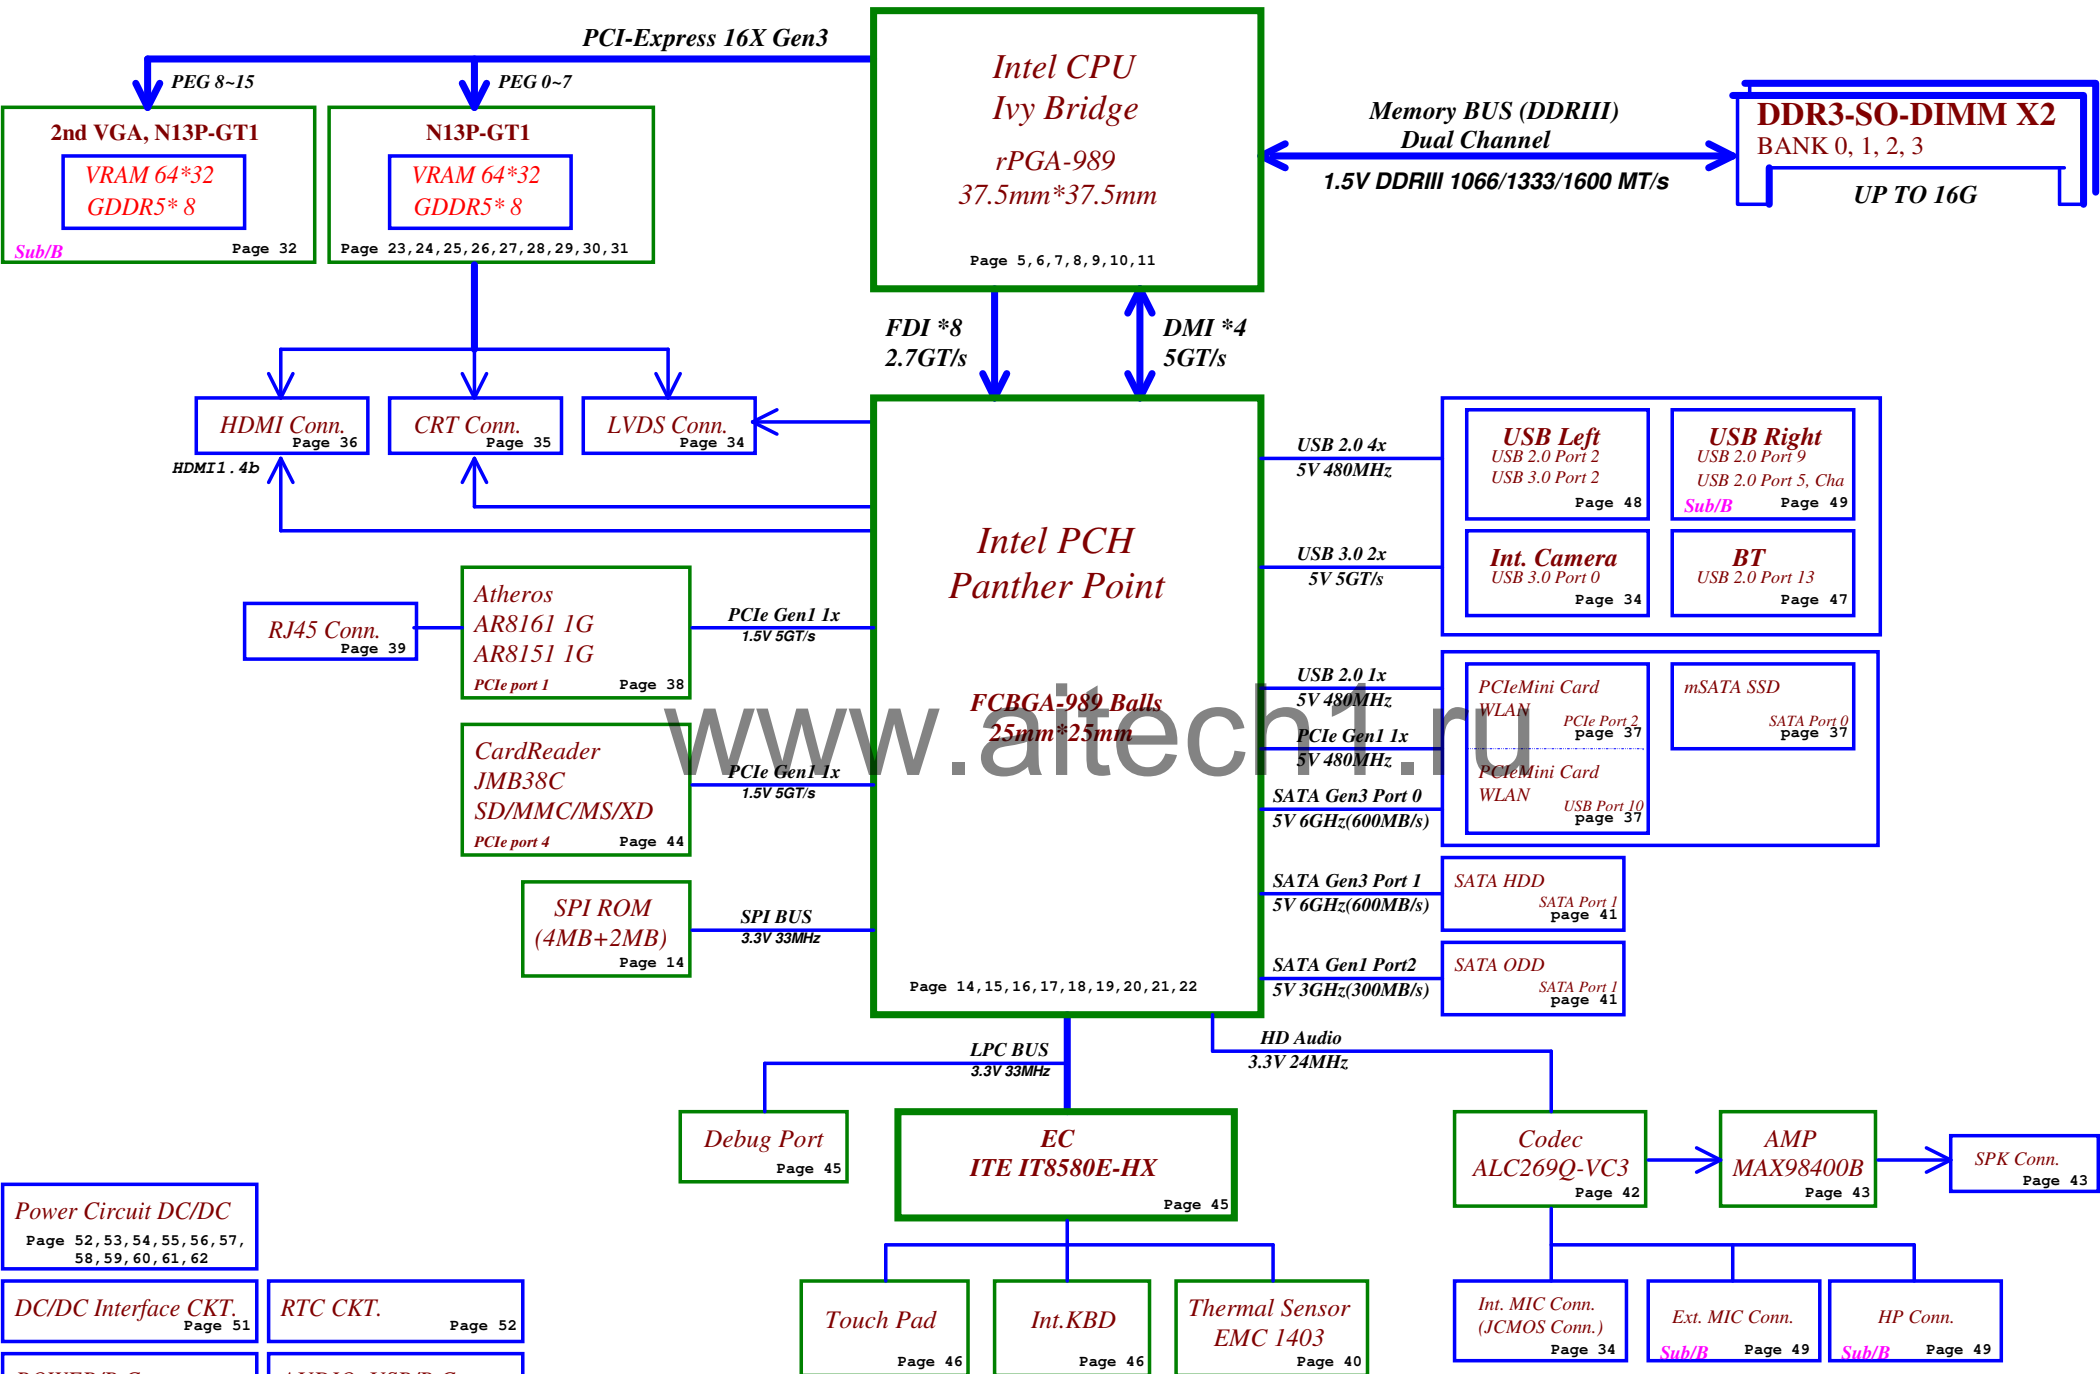 PCI-Express 16X Gen3
PEG 8~15
PEG 0~7
2nd VGA, N13P-GT1
VRAM 64*32
GDDR5* 8
Sub/B
Page 32
N13P-GT1
VRAM 64*32
GDDR5* 8
Page 23,24,25,26,27,28,29,30,31
Intel CPU
Ivy Bridge
rPGA-989
37.5mm*37.5mm
Page 5,6,7,8,9,10,11
Memory BUS (DDRIII)
Dual Channel
1.5V DDRIII 1066/1333/1600 MT/s
DDR3-SO-DIMM X2
BANK 0, 1, 2, 3
UP TO 16G
FDI *8
2.7GT/s
DMI *4
5GT/s
HDMI Conn.
Page 36
HDMI1.4b
CRT Conn.
Page 35
LVDS Conn.
Page 34
Intel PCH
Panther Point
FCBGA-989 Balls
25mm*25mm
Page 14,15,16,17,18,19,20,21,22
www.aitech1.ru
RJ45 Conn.
Page 39
Atheros
AR8161 1G
AR8151 1G
PCIe port 1
Page 38
PCIe Gen1 1x
1.5V 5GT/s
CardReader
JMB38C
SD/MMC/MS/XD
PCIe port 4
Page 44
PCIe Gen1 1x
1.5V 5GT/s
SPI ROM
(4MB+2MB)
Page 14
SPI BUS
3.3V 33MHz
USB 2.0 4x
5V 480MHz
USB 3.0 2x
5V 5GT/s
USB Left
USB 2.0 Port 2
USB 3.0 Port 2
Page 48
USB Right
USB 2.0 Port 9
USB 2.0 Port 5, Cha
Sub/B
Page 49
Int. Camera
USB 3.0 Port 0
Page 34
BT
USB 2.0 Port 13
Page 47
USB 2.0 1x
5V 480MHz
PCIe Gen1 1x
5V 480MHz
SATA Gen3 Port 0
5V 6GHz(600MB/s)
PCIeMini Card
WLAN
PCIe Port 2
page 37
PCIeMini Card
WLAN
USB Port 10
page 37
mSATA SSD
SATA Port 0
page 37
SATA Gen3 Port 1
5V 6GHz(600MB/s)
SATA HDD
SATA Port 1
page 41
SATA Gen1 Port2
5V 3GHz(300MB/s)
SATA ODD
SATA Port 1
page 41
LPC BUS
3.3V 33MHz
HD Audio
3.3V 24MHz
Debug Port
Page 45
EC
ITE IT8580E-HX
Page 45
Codec
ALC269Q-VC3
Page 42
AMP
MAX98400B
Page 43
SPK Conn.
Page 43
Power Circuit DC/DC
Page 52,53,54,55,56,57,
58,59,60,61,62
DC/DC Interface CKT.
Page 51
RTC CKT.
Page 52
Touch Pad
Page 46
Int.KBD
Page 46
Thermal Sensor
EMC 1403
Page 40
Int. MIC Conn.
(JCMOS Conn.)
Page 34
Ext. MIC Conn.
Sub/B
Page 49
HP Conn.
Sub/B
Page 49